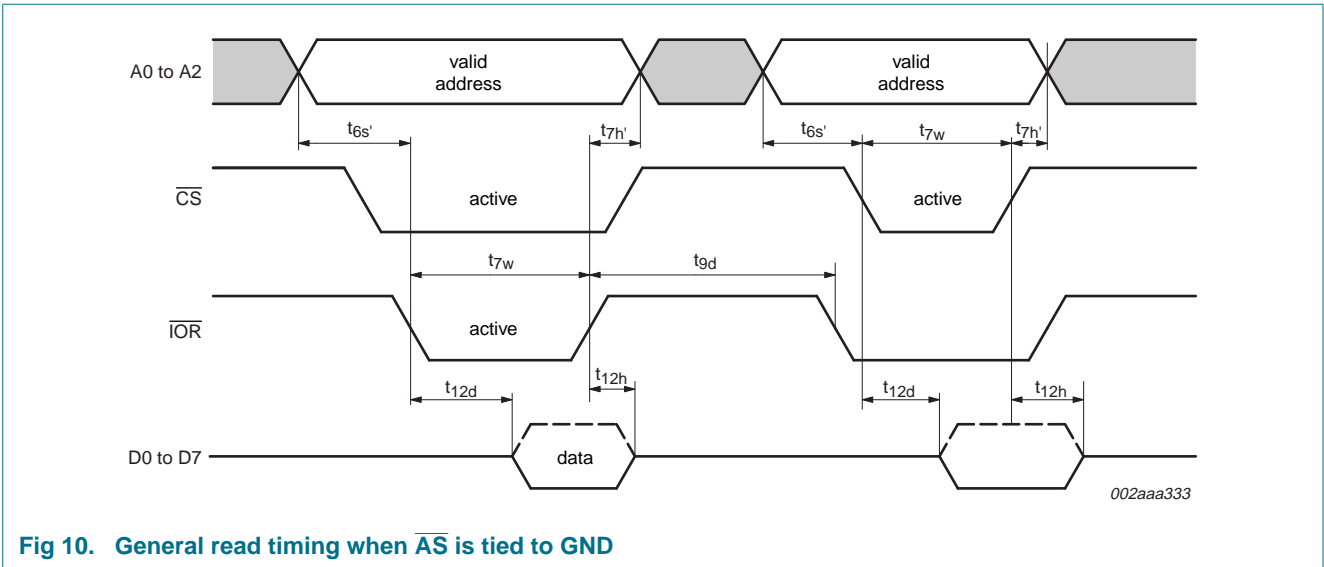 valid
address
valid
address
A0 to A2
t6s' t7h' t6s' t7w t7h'
CS
active
active
t7w t9d
IOR
active
t12d t12h t12d t12h
D0 to D7
data
002aaa333
Fig 10. General read timing when AS is tied to GND